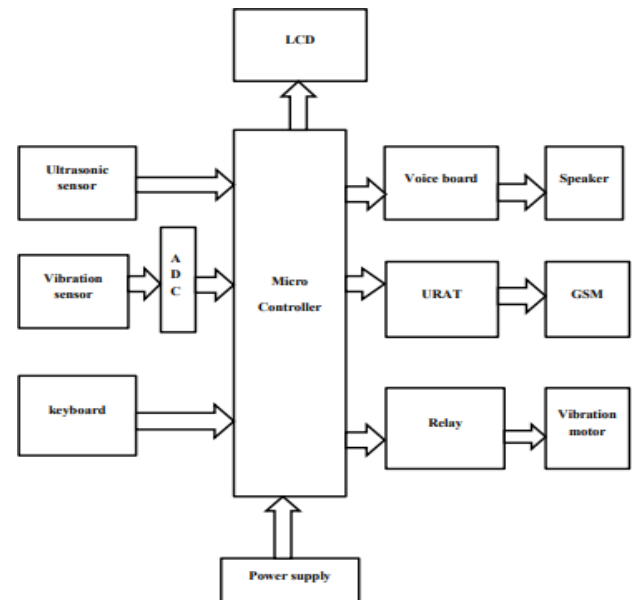 LCD
Ultrasonic
sensor
Voice board
Speaker
A
D
C
Vibration
sensor
Micro
Controller
URAT
GSM
keyboard
Relay
Vibration
motor
Power supply